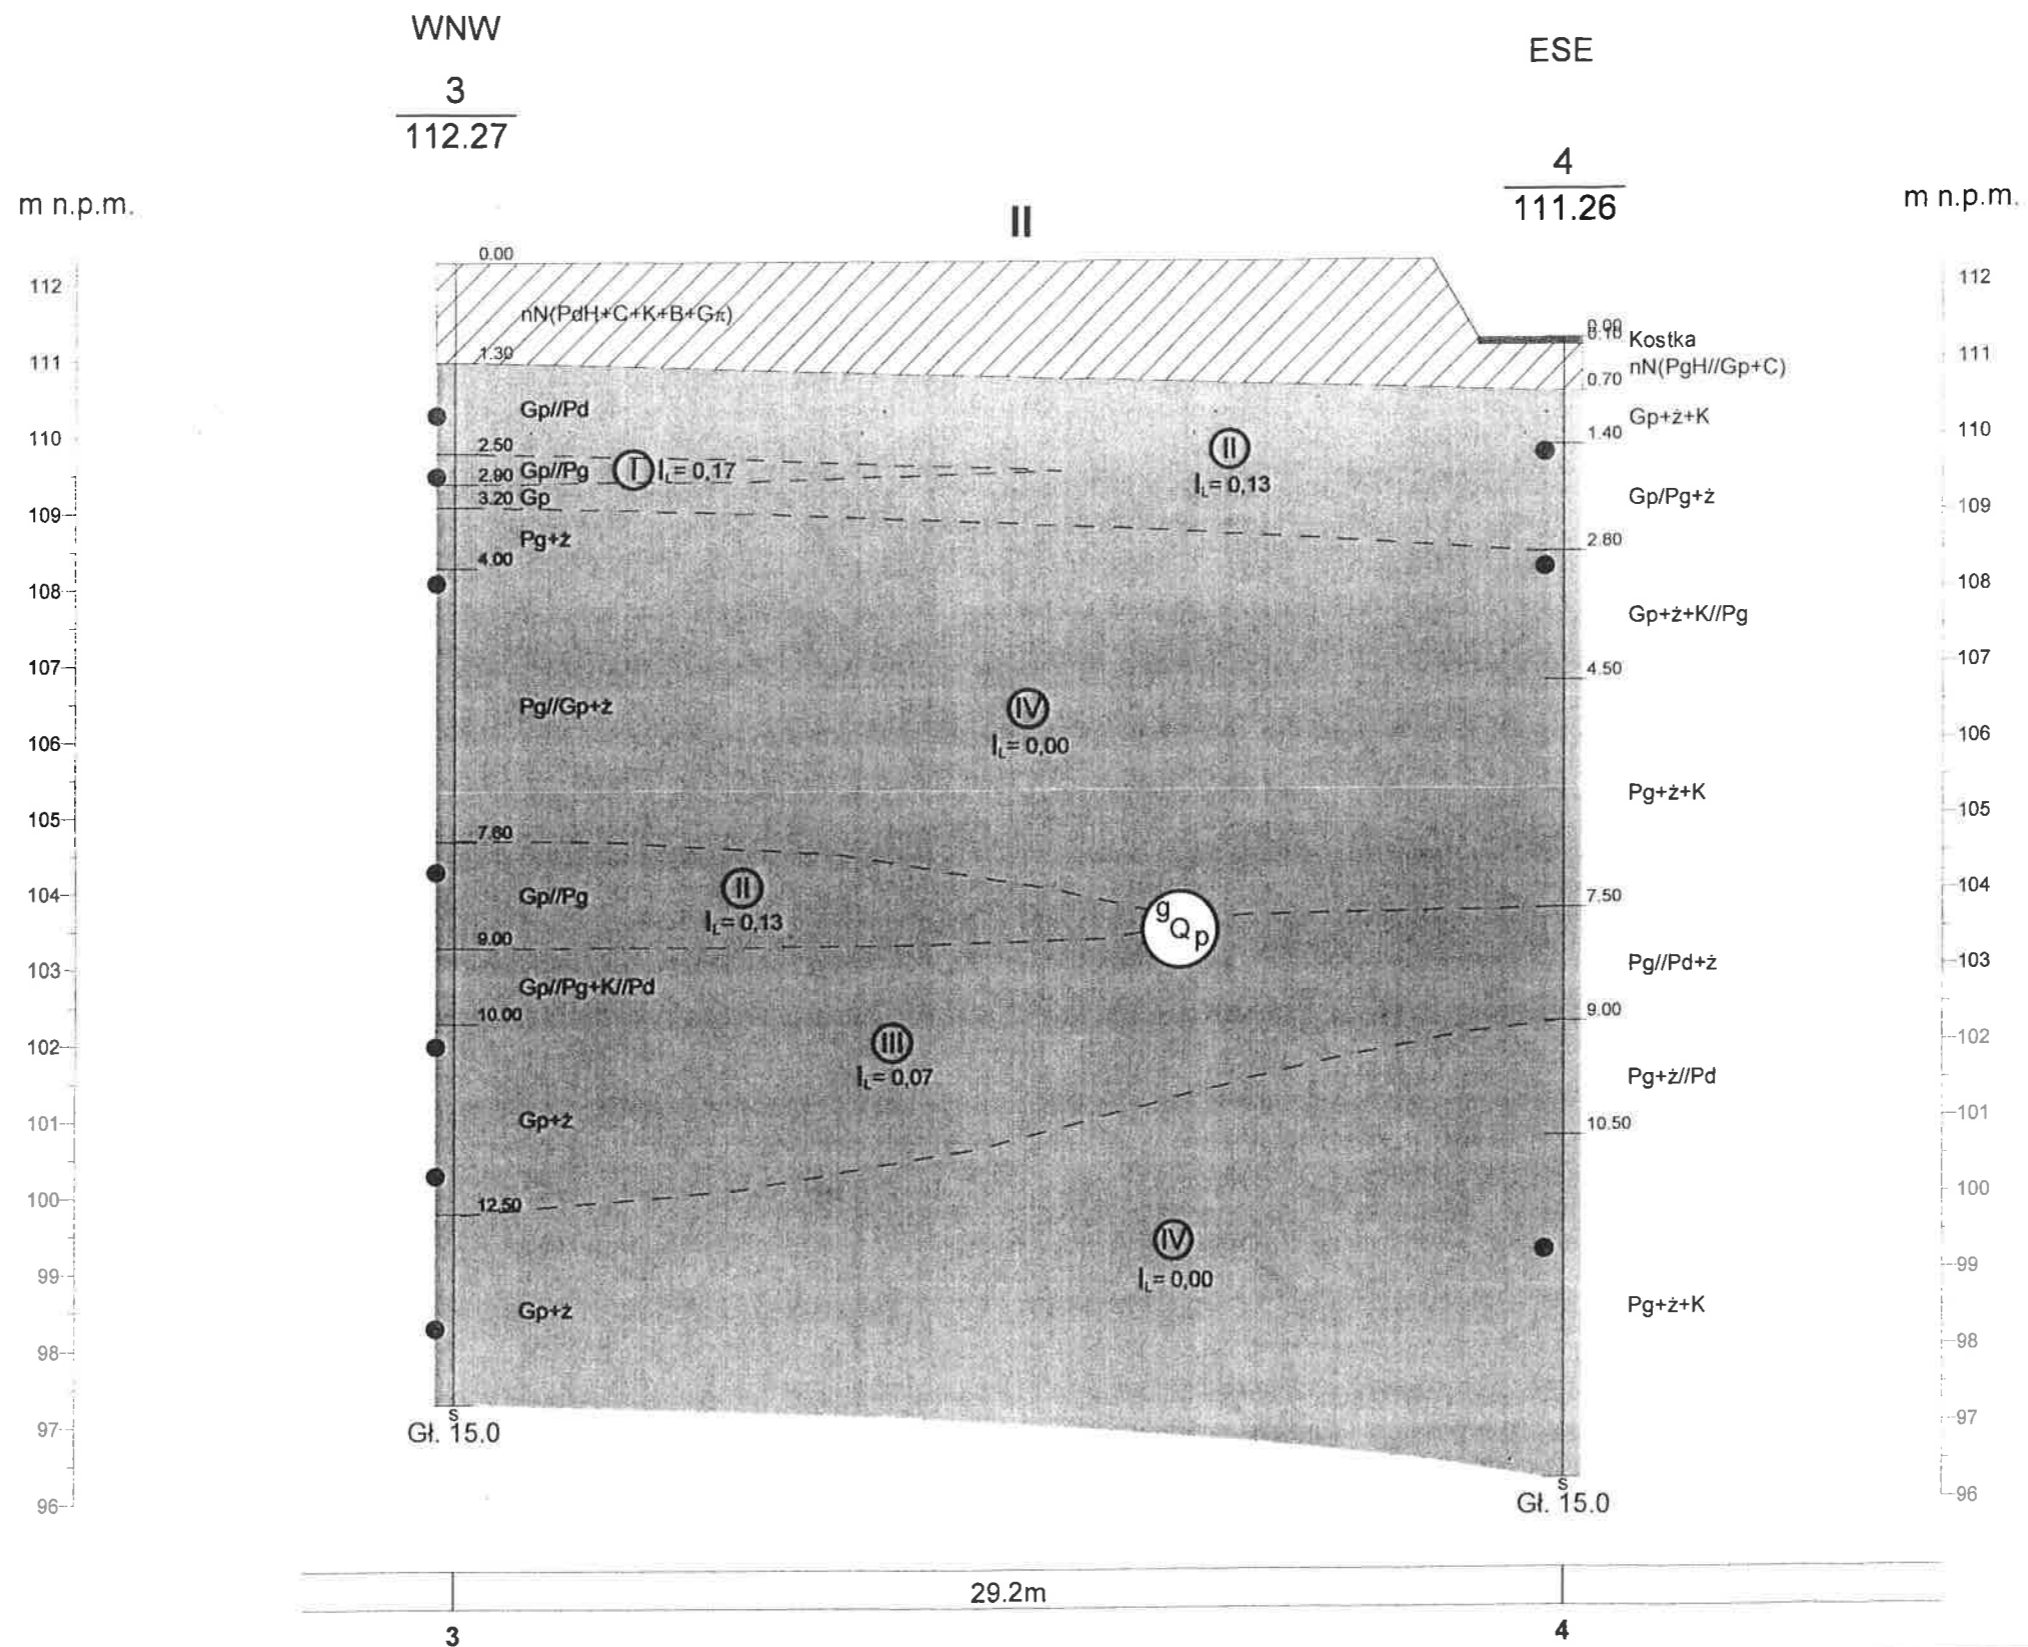 WNW
ESE
3
112.27
4
111.26
m n.p.m.
m n.p.m.
II
0.00
nN(PdH+C+K+B+Gπ)
1.30
Gp//Pd
2.50
Gp//Pg
I
IL= 0,17
2.90
3.20
Gp
Pg+ż
4.00
Pg//Gp+ż
7.60
Gp//Pg
9.00
Gp//Pg+K//Pd
10.00
Gp+ż
12.50
Gp+ż
II
IL= 0,13
IV
IL= 0,00
II
IL= 0,13
gQp
III
IL= 0,07
IV
IL= 0,00
0.00
0.10
Kostka
nN(PgH//Gp+C)
0.70
Gp+ż+K
1.40
Gp/Pg+ż
2.80
Gp+ż+K//Pg
4.50
Pg+ż+K
7.50
Pg//Pd+ż
9.00
Pg+ż//Pd
10.50
Pg+ż+K
112
111
110
109
108
107
106
105
104
103
102
101
100
99
98
97
96
112
111
110
109
108
107
106
105
104
103
102
101
100
99
98
97
96
s
Gł. 15.0
s
Gł. 15.0
29.2m
3
4